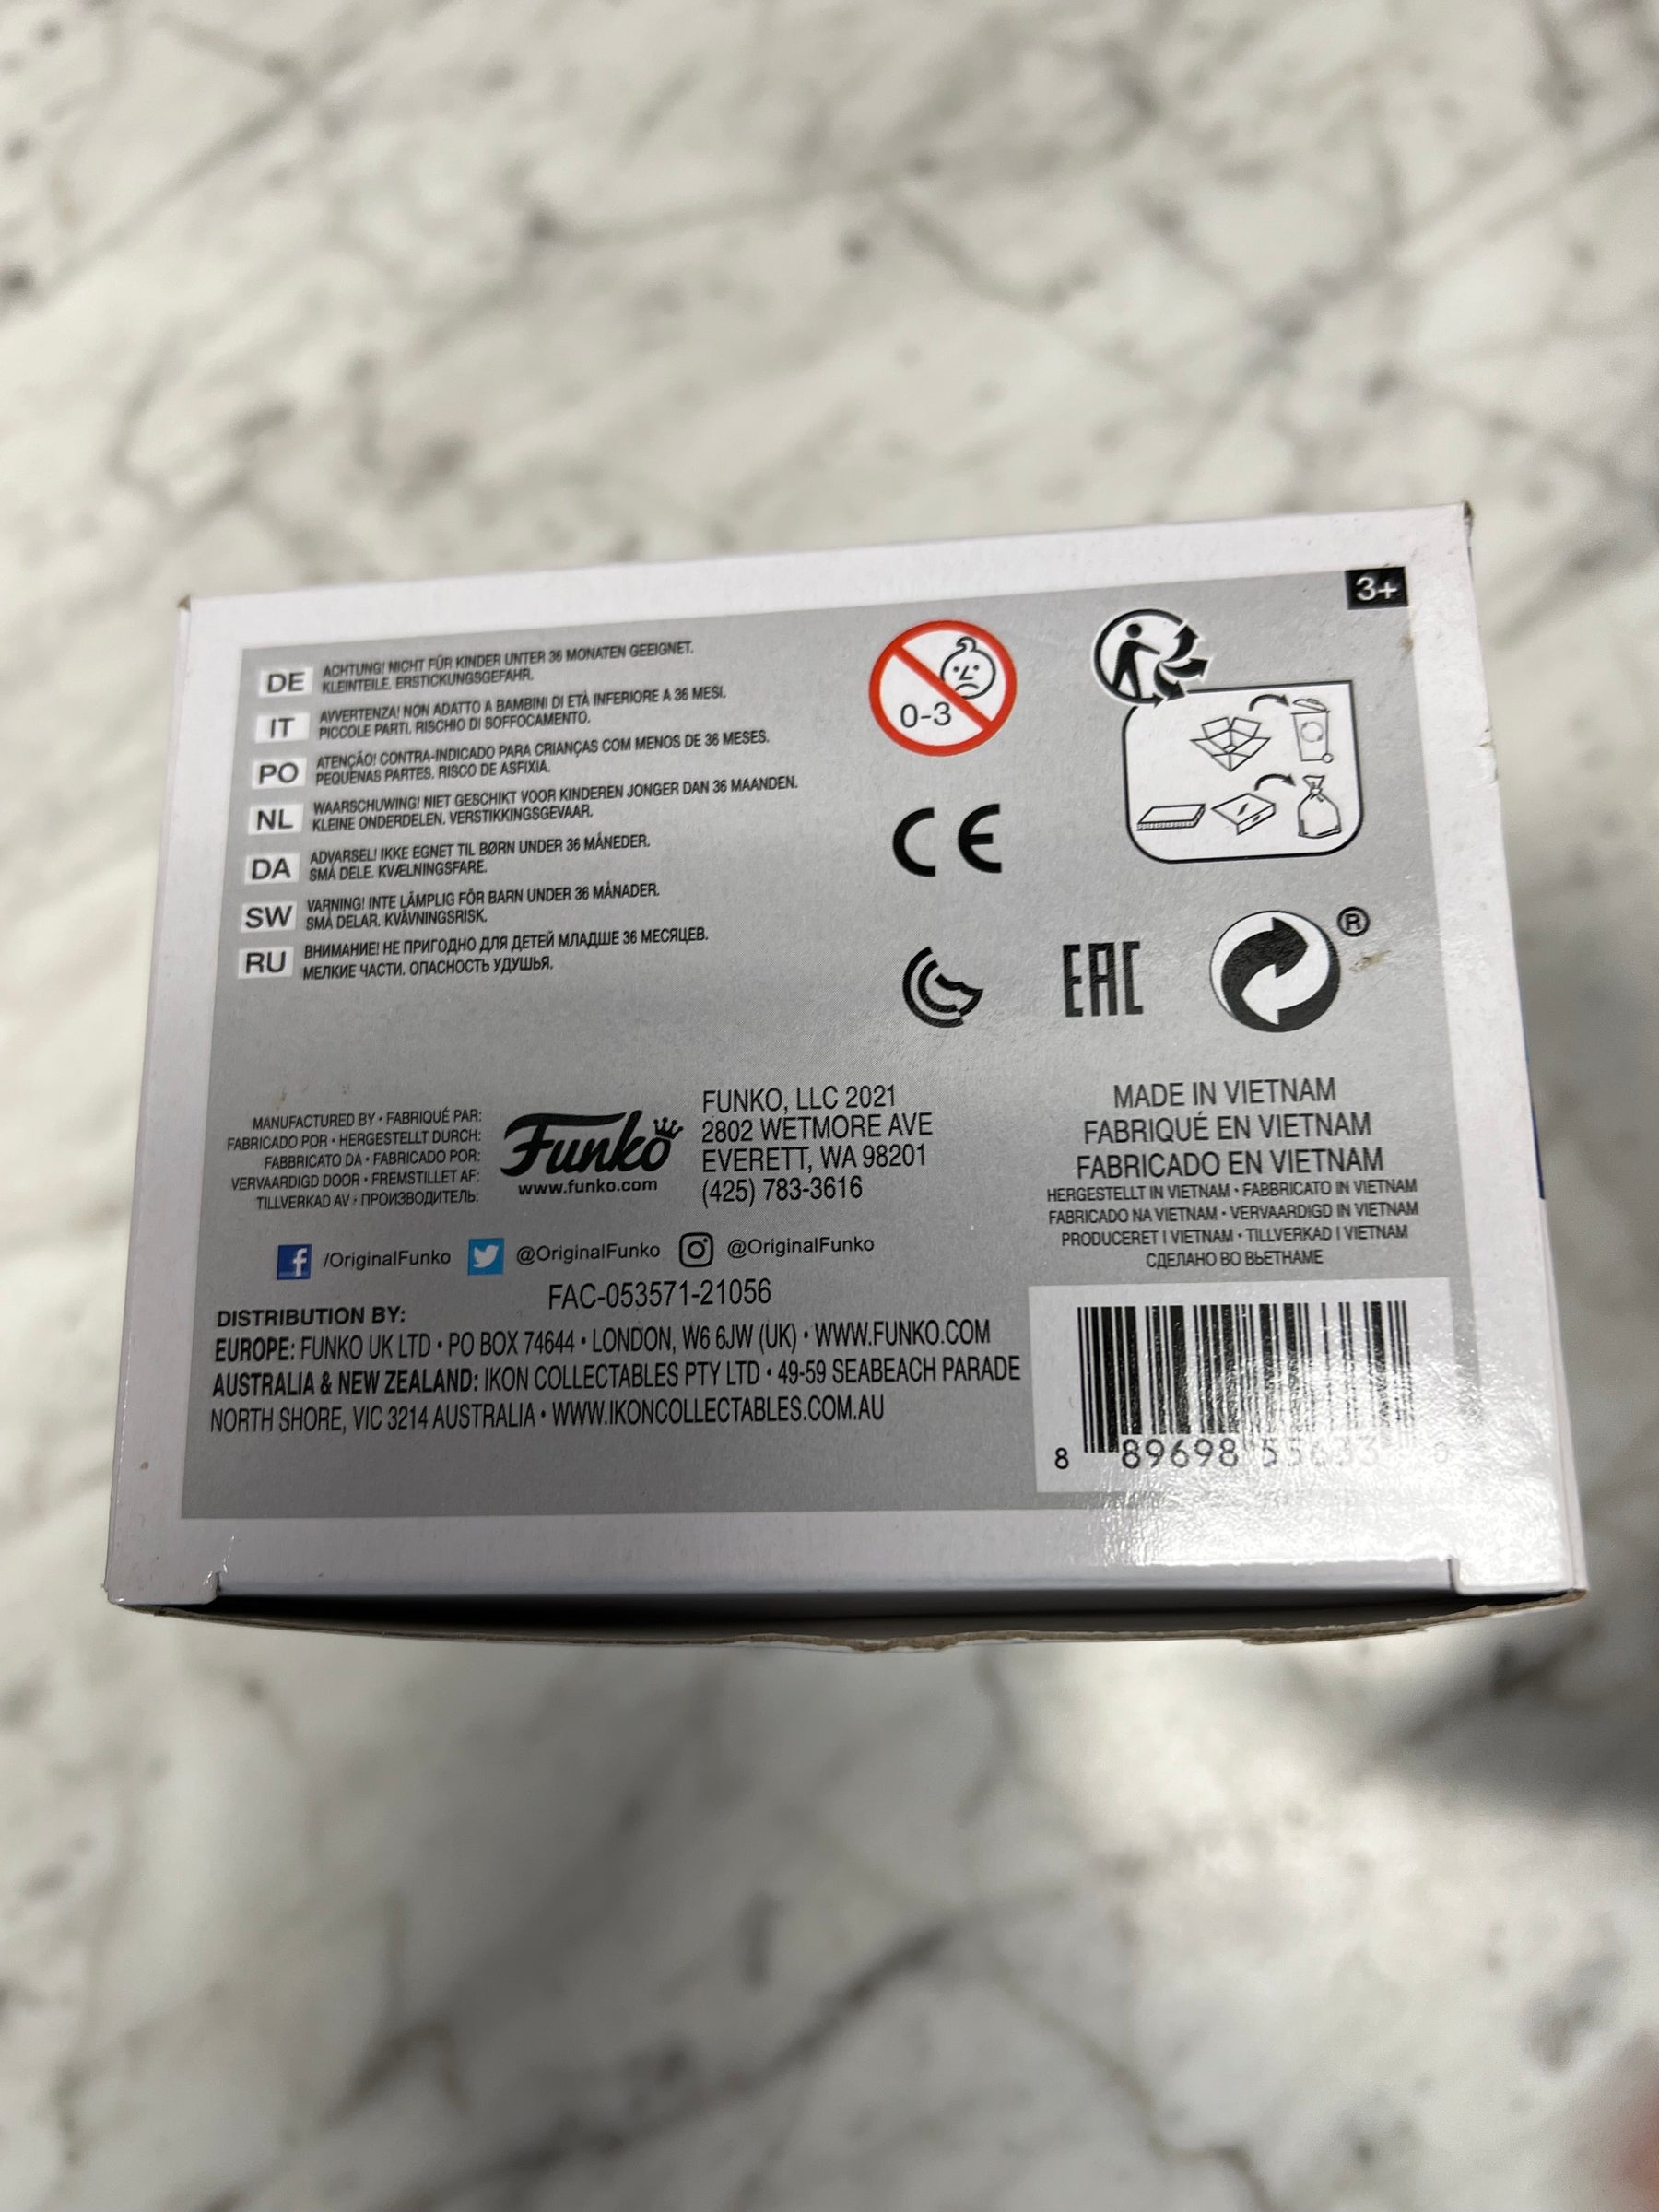 3+
DE ACHTUNG! NICHT FÜR KINDER UNTER 36 MONATEN GEEIGNET.
KLEINTEILE. ERSTICKUNGSGEFAHR.
IT AVVERTENZA! NON ADATTO A BAMBINI DI ETÀ INFERIORE A 36 MESI.
PICCOLE PARTI. RISCHIO DI SOFFOCAMENTO.
PO ATENÇÃO! CONTRA-INDICADO PARA CRIANÇAS COM MENOS DE 36 MESES.
PEQUENAS PARTES. RISCO DE ASFIXIA.
NL WAARSCHUWING! NIET GESCHIKT VOOR KINDEREN JONGER DAN 36 MAANDEN.
KLEINE ONDERDELEN. VERSTIKKINGSGEVAAR.
DA ADVARSEL! IKKE EGNET TIL BØRN UNDER 36 MÅNEDER.
SMÅ DELE. KVÆLNINGSFARE.
SW VARNING! INTE LÄMPLIG FÖR BARN UNDER 36 MÅNADER.
SMÅ DELAR. KVÄVNINGSRISK.
RU ВНИМАНИЕ! НЕ ПРИГОДНО ДЛЯ ДЕТЕЙ МЛАДШЕ 36 МЕСЯЦЕВ.
МЕЛКИЕ ЧАСТИ. ОПАСНОСТЬ УДУШЬЯ.
0-3
CE
EAC
®
MANUFACTURED BY • FABRIQUÉ PAR:
FABRICADO POR • HERGESTELLT DURCH:
FABBRICATO DA • FABRICADO POR:
VERVAARDIGD DOOR • FREMSTILLET AF:
TILLVERKAD AV • ПРОИЗВОДИТЕЛЬ:
Funko
www.funko.com
FUNKO, LLC 2021
2802 WETMORE AVE
EVERETT, WA 98201
(425) 783-3616
MADE IN VIETNAM
FABRIQUÉ EN VIETNAM
FABRICADO EN VIETNAM
HERGESTELLT IN VIETNAM • FABBRICATO IN VIETNAM
FABRICADO NA VIETNAM • VERVAARDIGD IN VIETNAM
PRODUCERET I VIETNAM • TILLVERKAD I VIETNAM
СДЕЛАНО ВО ВЬЕТНАМЕ
/OriginalFunko @OriginalFunko @OriginalFunko
FAC-053571-21056
DISTRIBUTION BY:
EUROPE: FUNKO UK LTD • PO BOX 74644 • LONDON, W6 6JW (UK) • WWW.FUNKO.COM
AUSTRALIA & NEW ZEALAND: IKON COLLECTABLES PTY LTD • 49-59 SEABEACH PARADE
NORTH SHORE, VIC 3214 AUSTRALIA • WWW.IKONCOLLECTABLES.COM.AU
8 89698